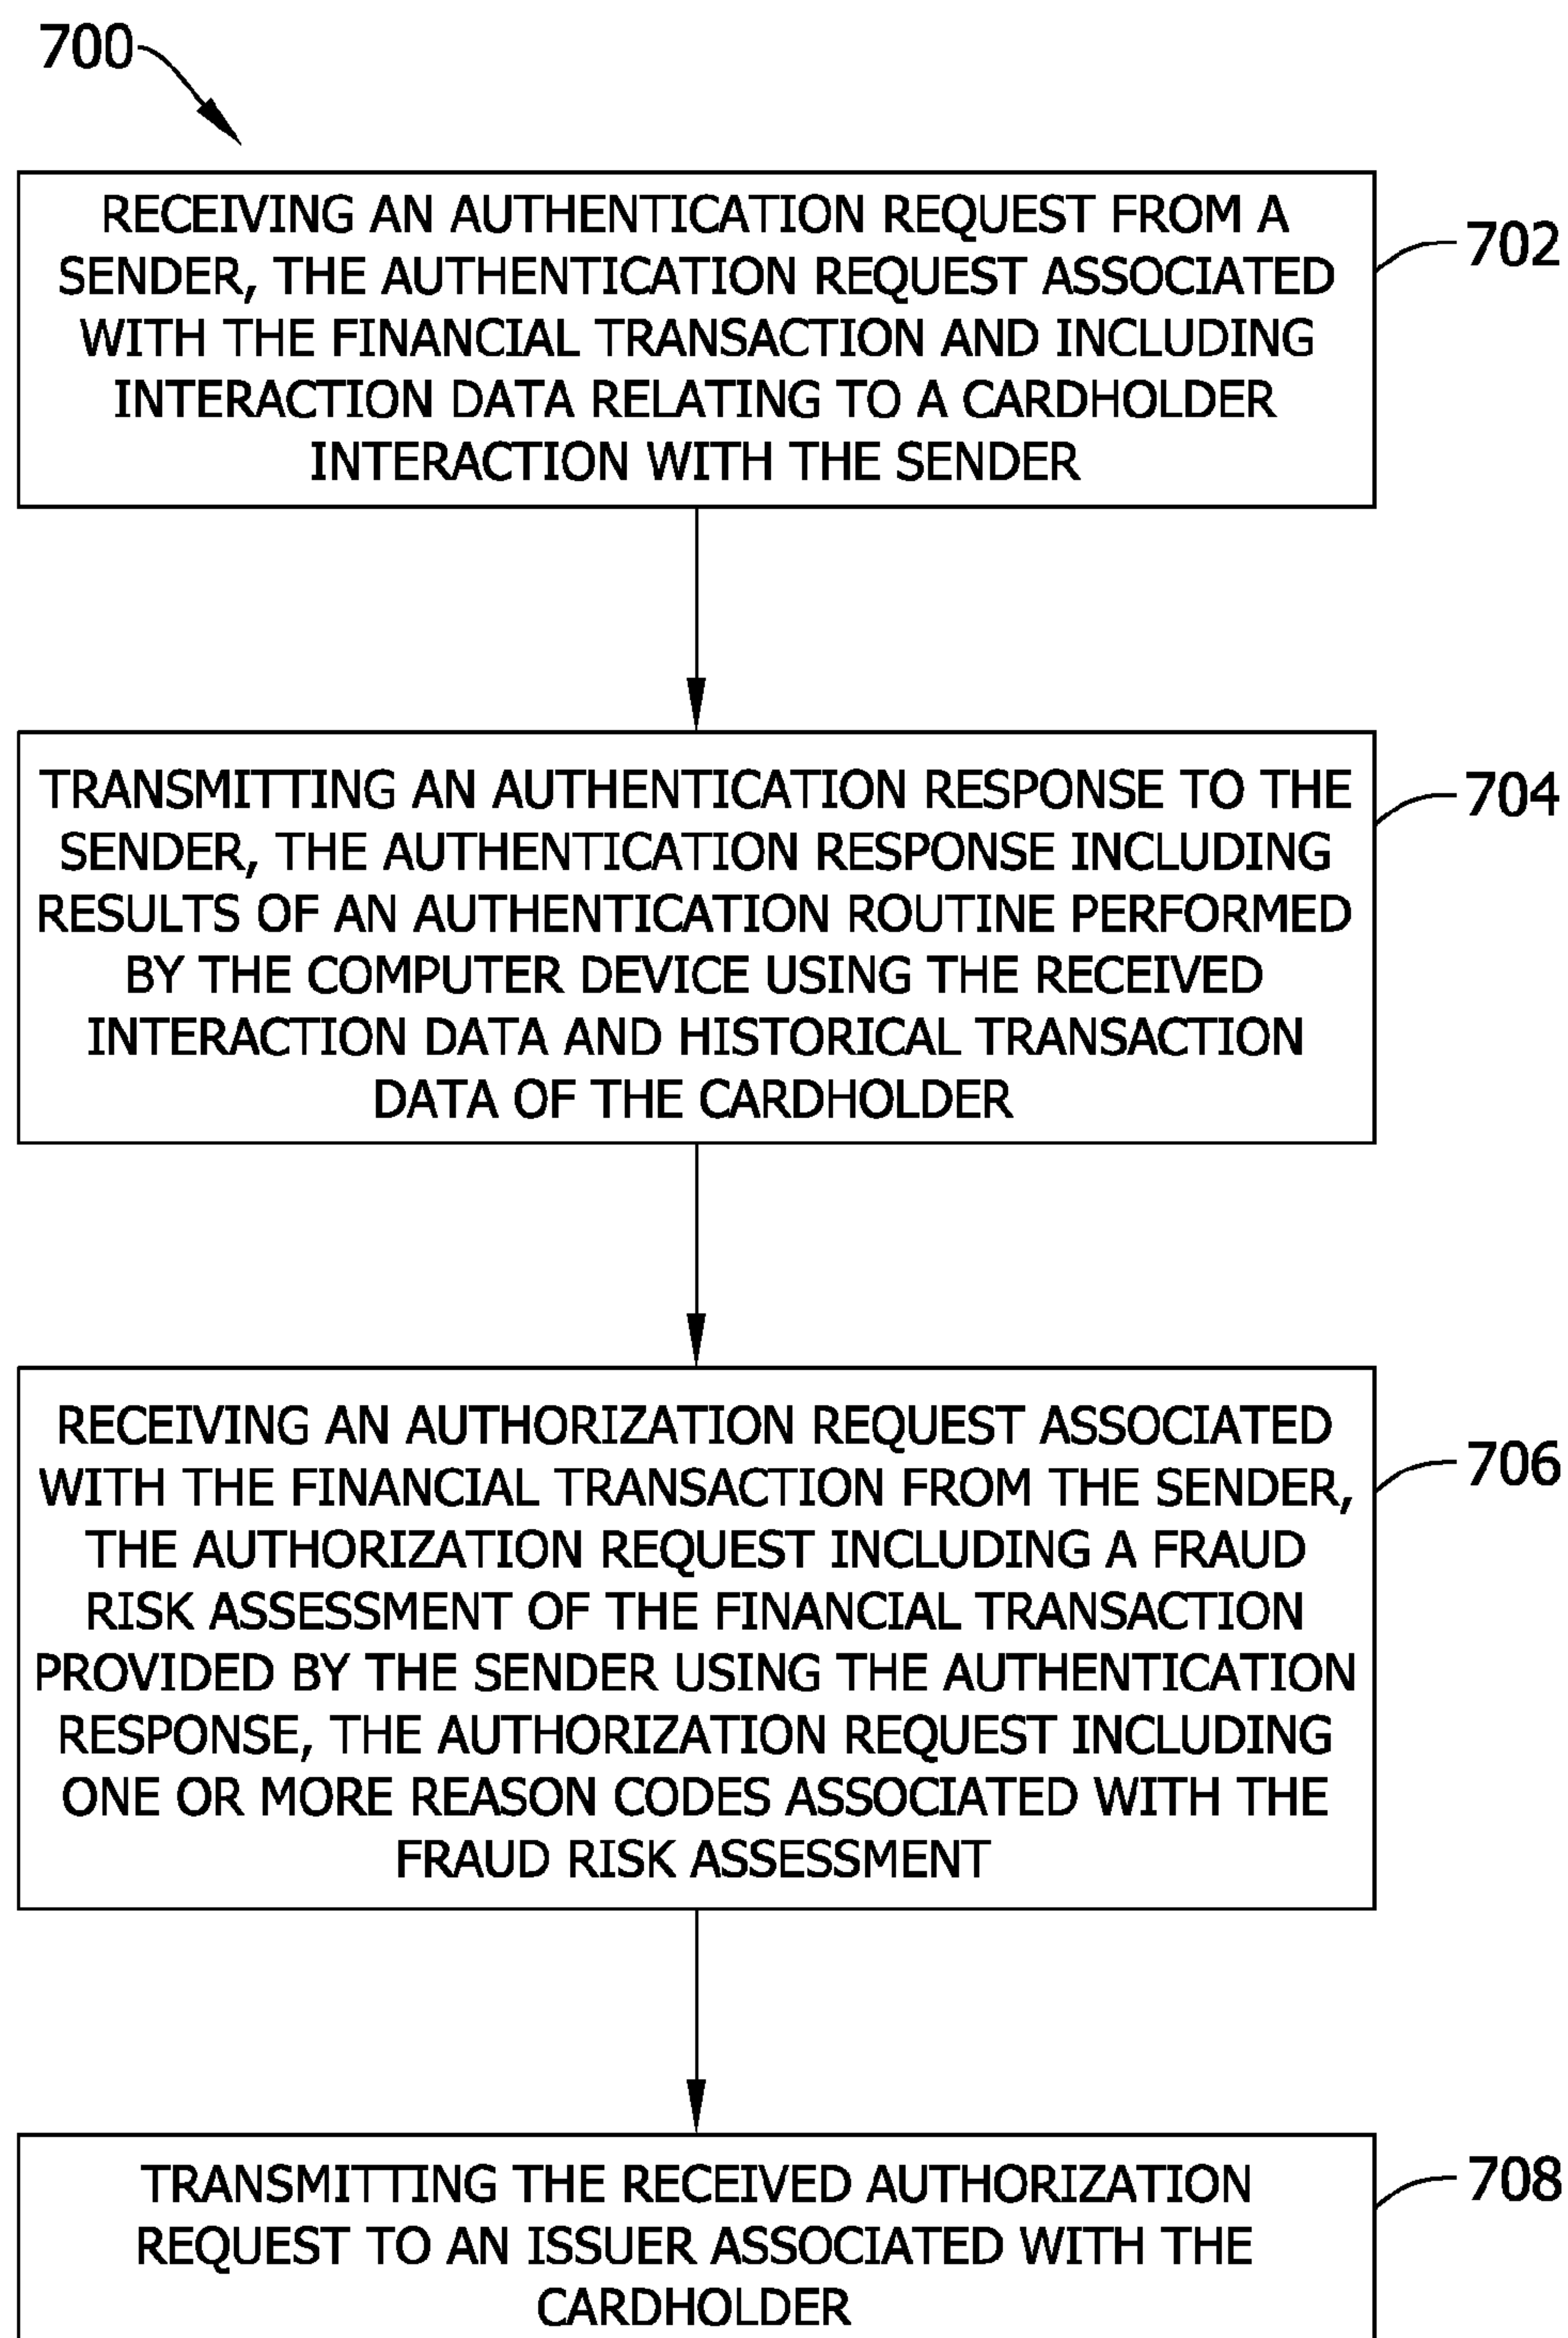 700
RECEIVING AN AUTHENTICATION REQUEST FROM A
SENDER, THE AUTHENTICATION REQUEST ASSOCIATED
WITH THE FINANCIAL TRANSACTION AND INCLUDING
INTERACTION DATA RELATING TO A CARDHOLDER
INTERACTION WITH THE SENDER
702
TRANSMITTING AN AUTHENTICATION RESPONSE TO THE
SENDER, THE AUTHENTICATION RESPONSE INCLUDING
RESULTS OF AN AUTHENTICATION ROUTINE PERFORMED
BY THE COMPUTER DEVICE USING THE RECEIVED
INTERACTION DATA AND HISTORICAL TRANSACTION
DATA OF THE CARDHOLDER
704
RECEIVING AN AUTHORIZATION REQUEST ASSOCIATED
WITH THE FINANCIAL TRANSACTION FROM THE SENDER,
THE AUTHORIZATION REQUEST INCLUDING A FRAUD
RISK ASSESSMENT OF THE FINANCIAL TRANSACTION
PROVIDED BY THE SENDER USING THE AUTHENTICATION
RESPONSE, THE AUTHORIZATION REQUEST INCLUDING
ONE OR MORE REASON CODES ASSOCIATED WITH THE
FRAUD RISK ASSESSMENT
706
TRANSMITTING THE RECEIVED AUTHORIZATION
REQUEST TO AN ISSUER ASSOCIATED WITH THE
CARDHOLDER
708